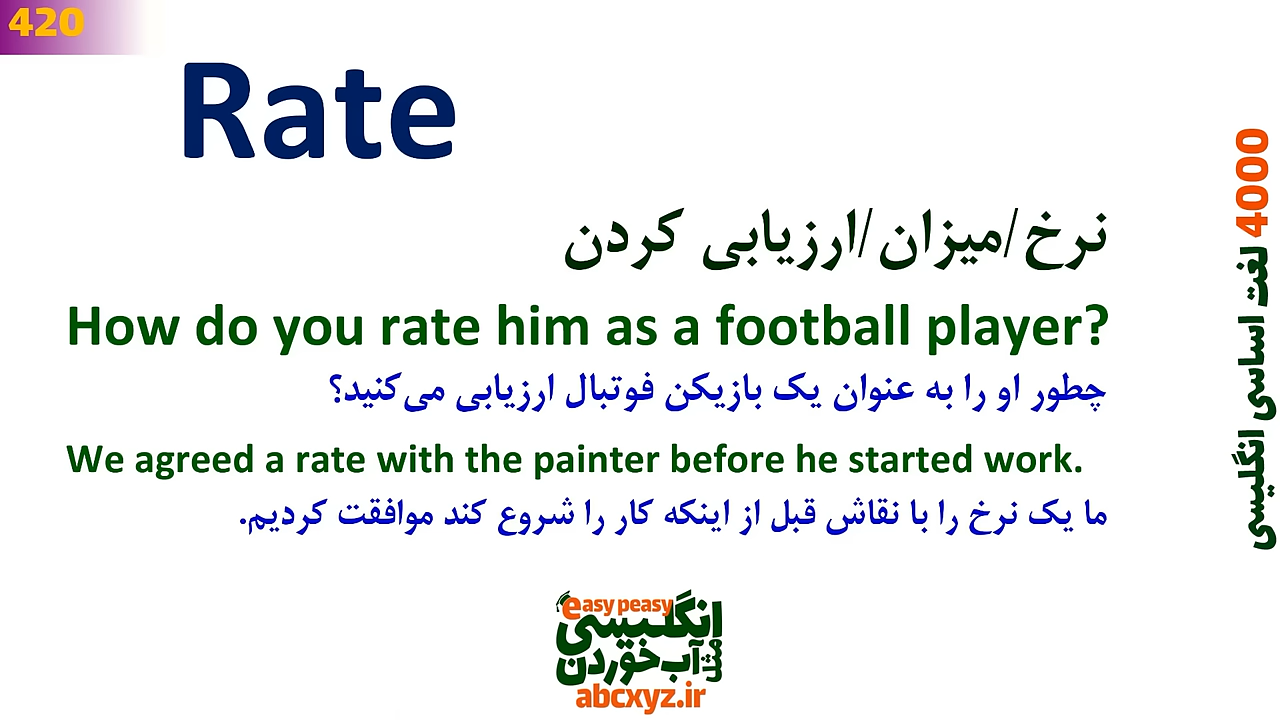 420
Rate
نرخ/میزان/ارزیابی کردن
How do you rate him as a football player?
چطور او را به عنوان یک بازیکن فوتبال ارزیابی می‌کنید؟
We agreed a rate with the painter before he started work.
ما یک نرخ را با نقاش قبل از اینکه کار را شروع کند موافقت کردیم.
4000 لغت اساسی انگلیسی
easy peasy
انگلیسی
مثل آب خوردن
abcxyz.ir